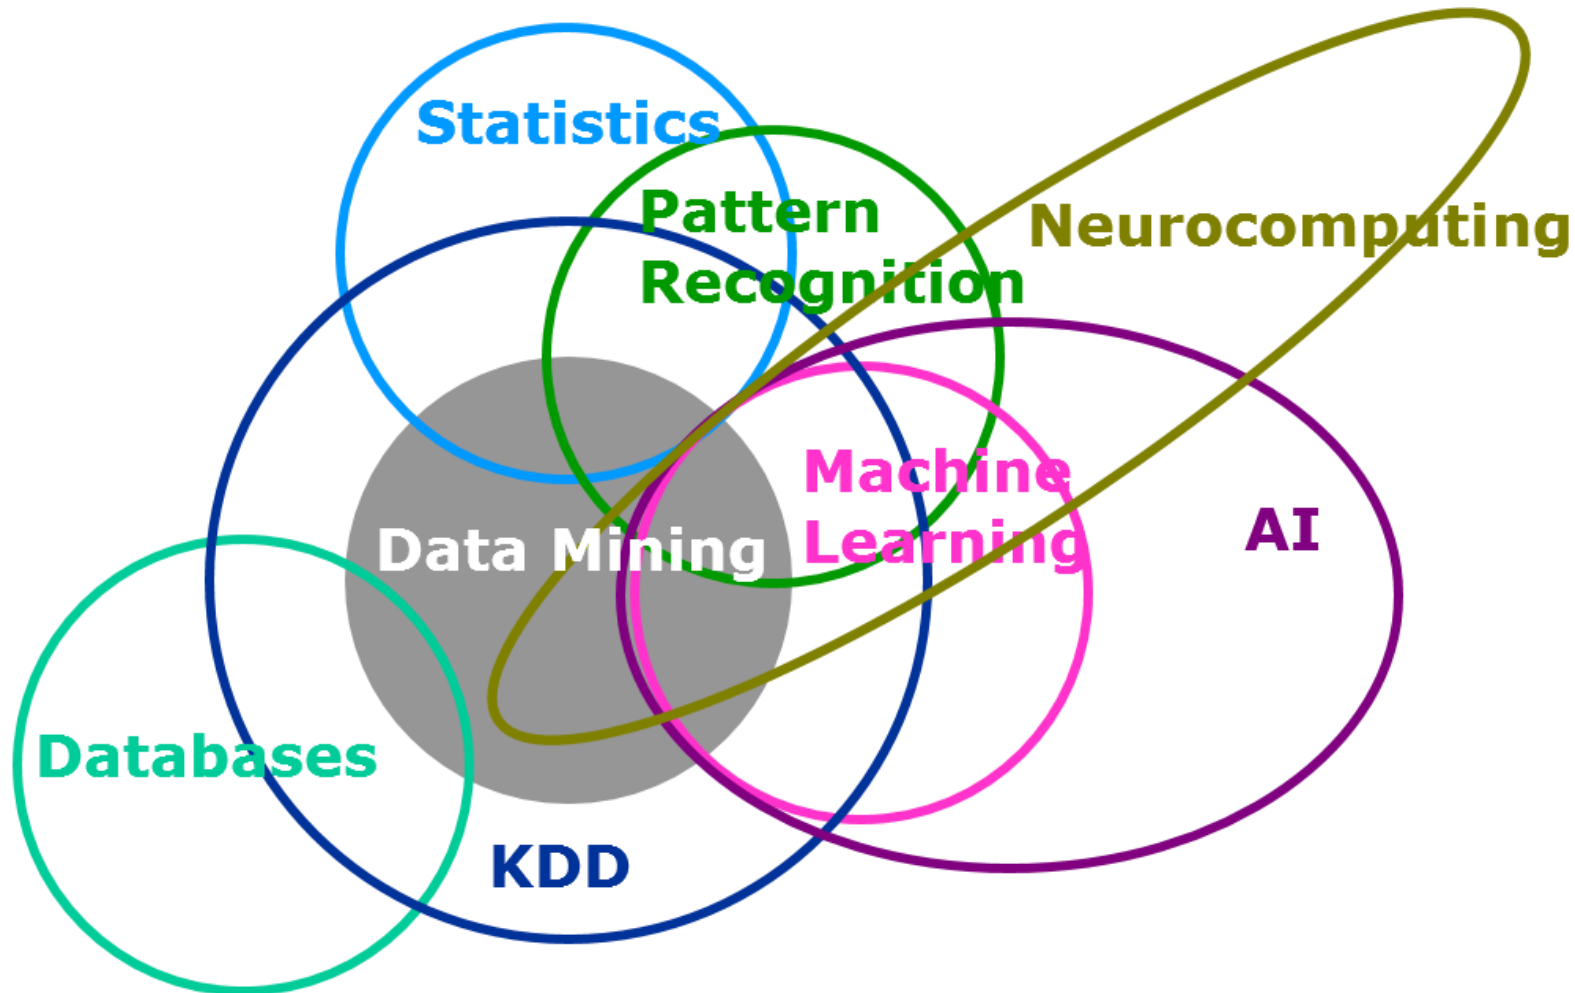 Statistics
Pattern
Recognition
Neurocomputing
Machine
Learning
AI
Data Mining
Databases
KDD